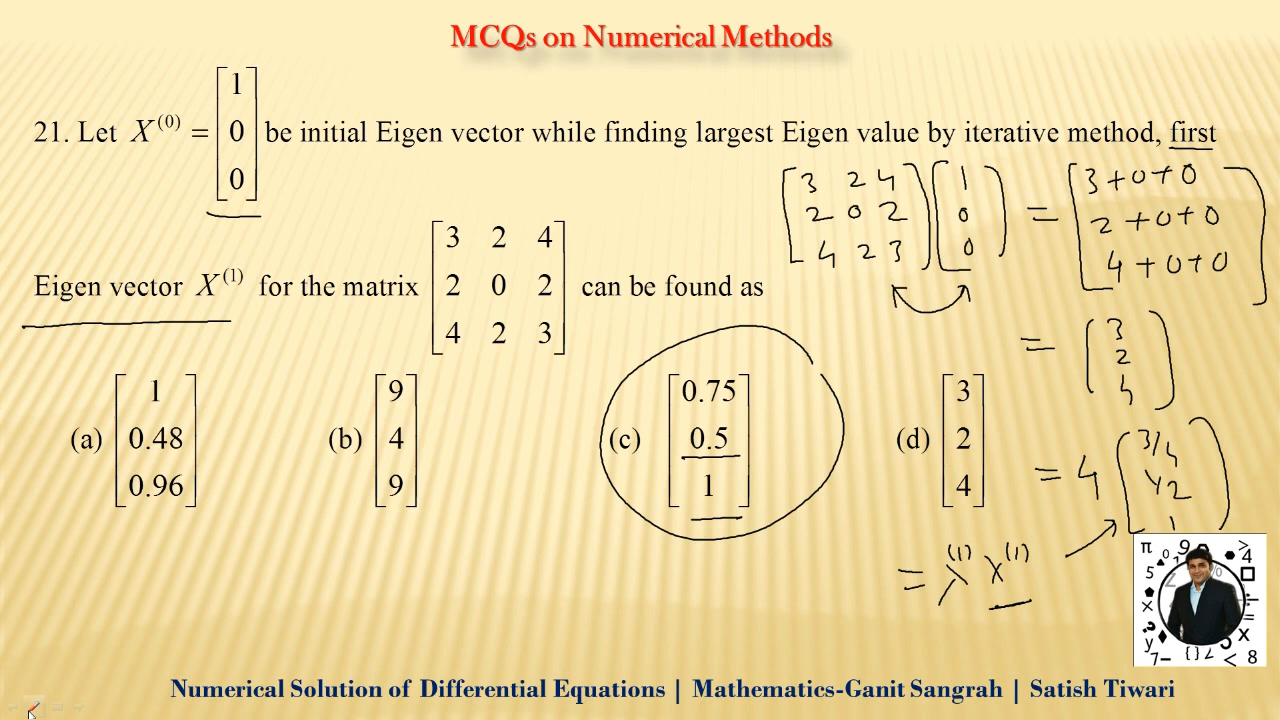 MCQs on Numerical Methods
21. Let X^(0) = [1 0 0] be initial Eigen vector while finding largest Eigen value by iterative method, first
[3 2 4
2 0 2
4 2 3] [1
0
0] = [3+0+0
2+0+0
4+0+0]
Eigen vector X^(1) for the matrix [3 2 4
2 0 2
4 2 3] can be found as
= [3
2
4]
(a) [1
0.48
0.96]
(b) [9
4
9]
(c) [0.75
0.5
1]
(d) [3
2
4]
= 4 [3/4
1/2
1]
= λ^(1) X^(1)
Numerical Solution of Differential Equations | Mathematics-Ganit Sangrah | Satish Tiwari